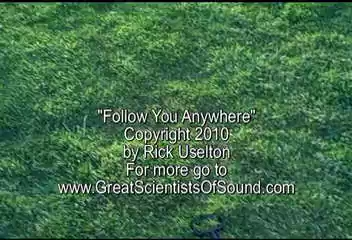 "Follow You Anywhere"
Copyright 2010
by Rick Uselton
For more go to
www.GreatScientistsOfSound.com